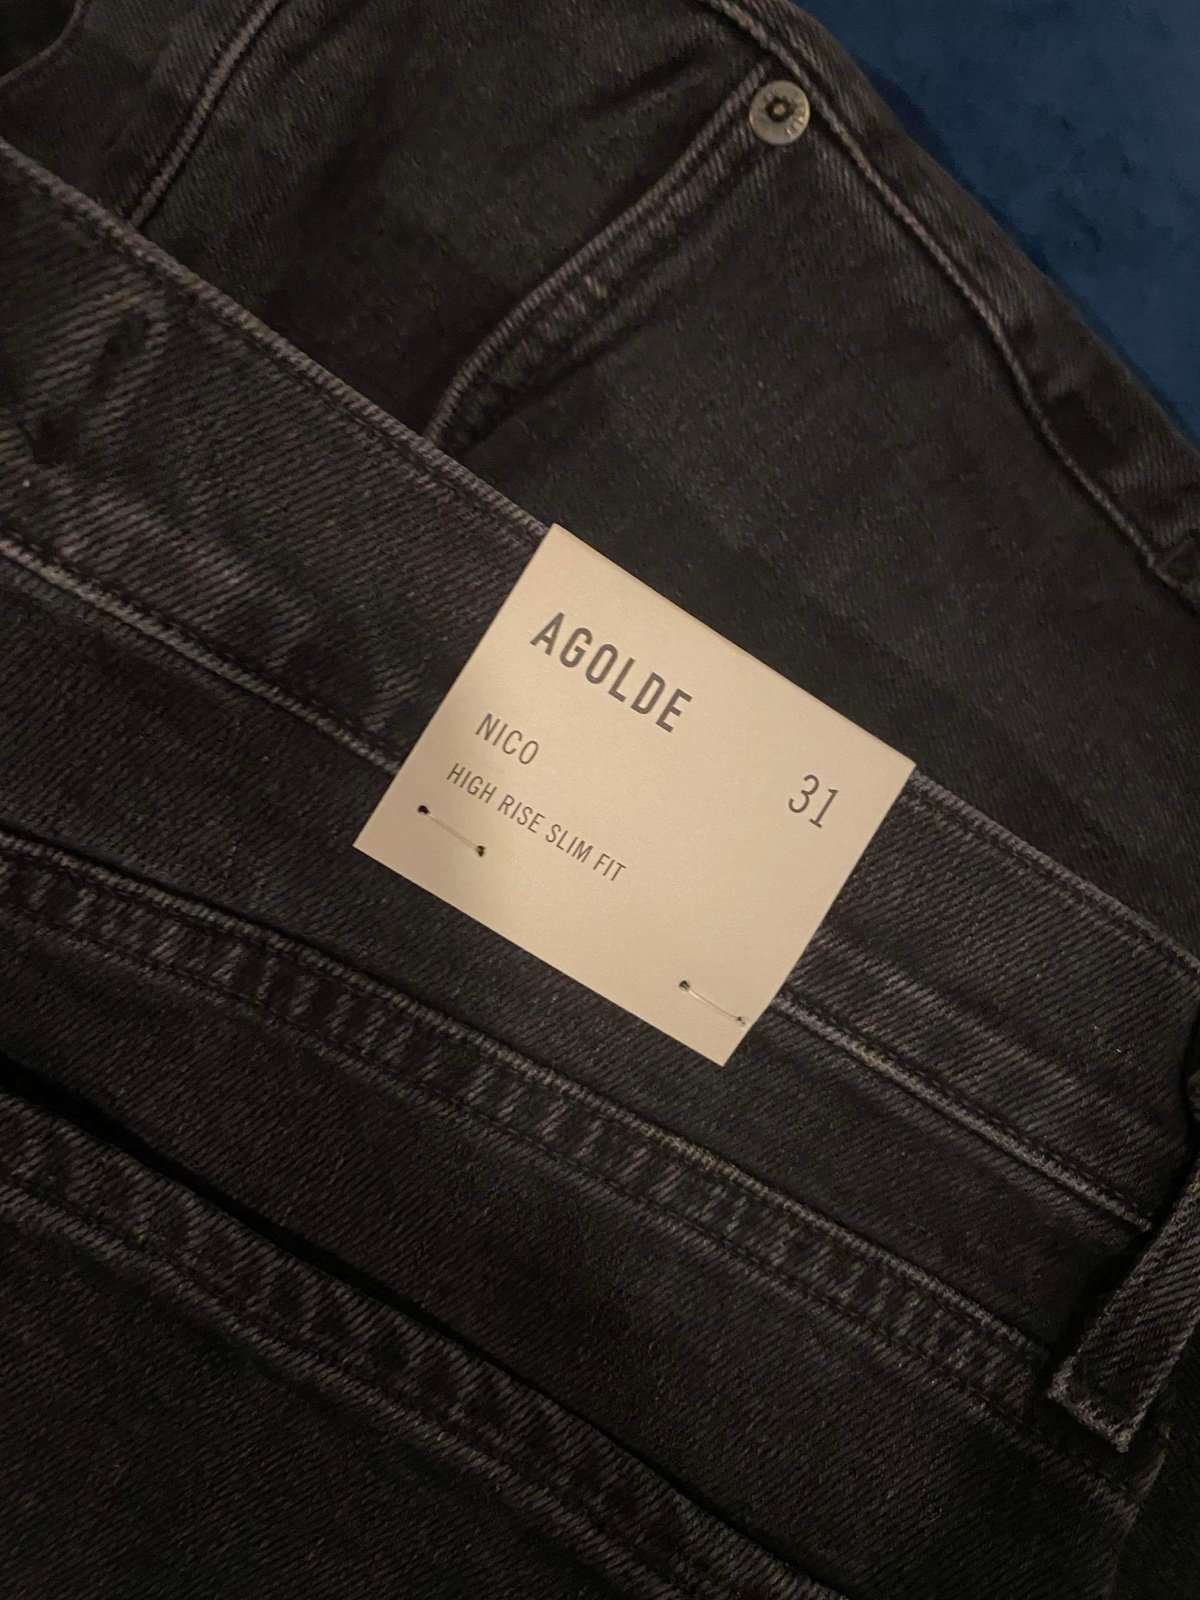 AGOLDE
NICO
31
HIGH RISE SLIM FIT